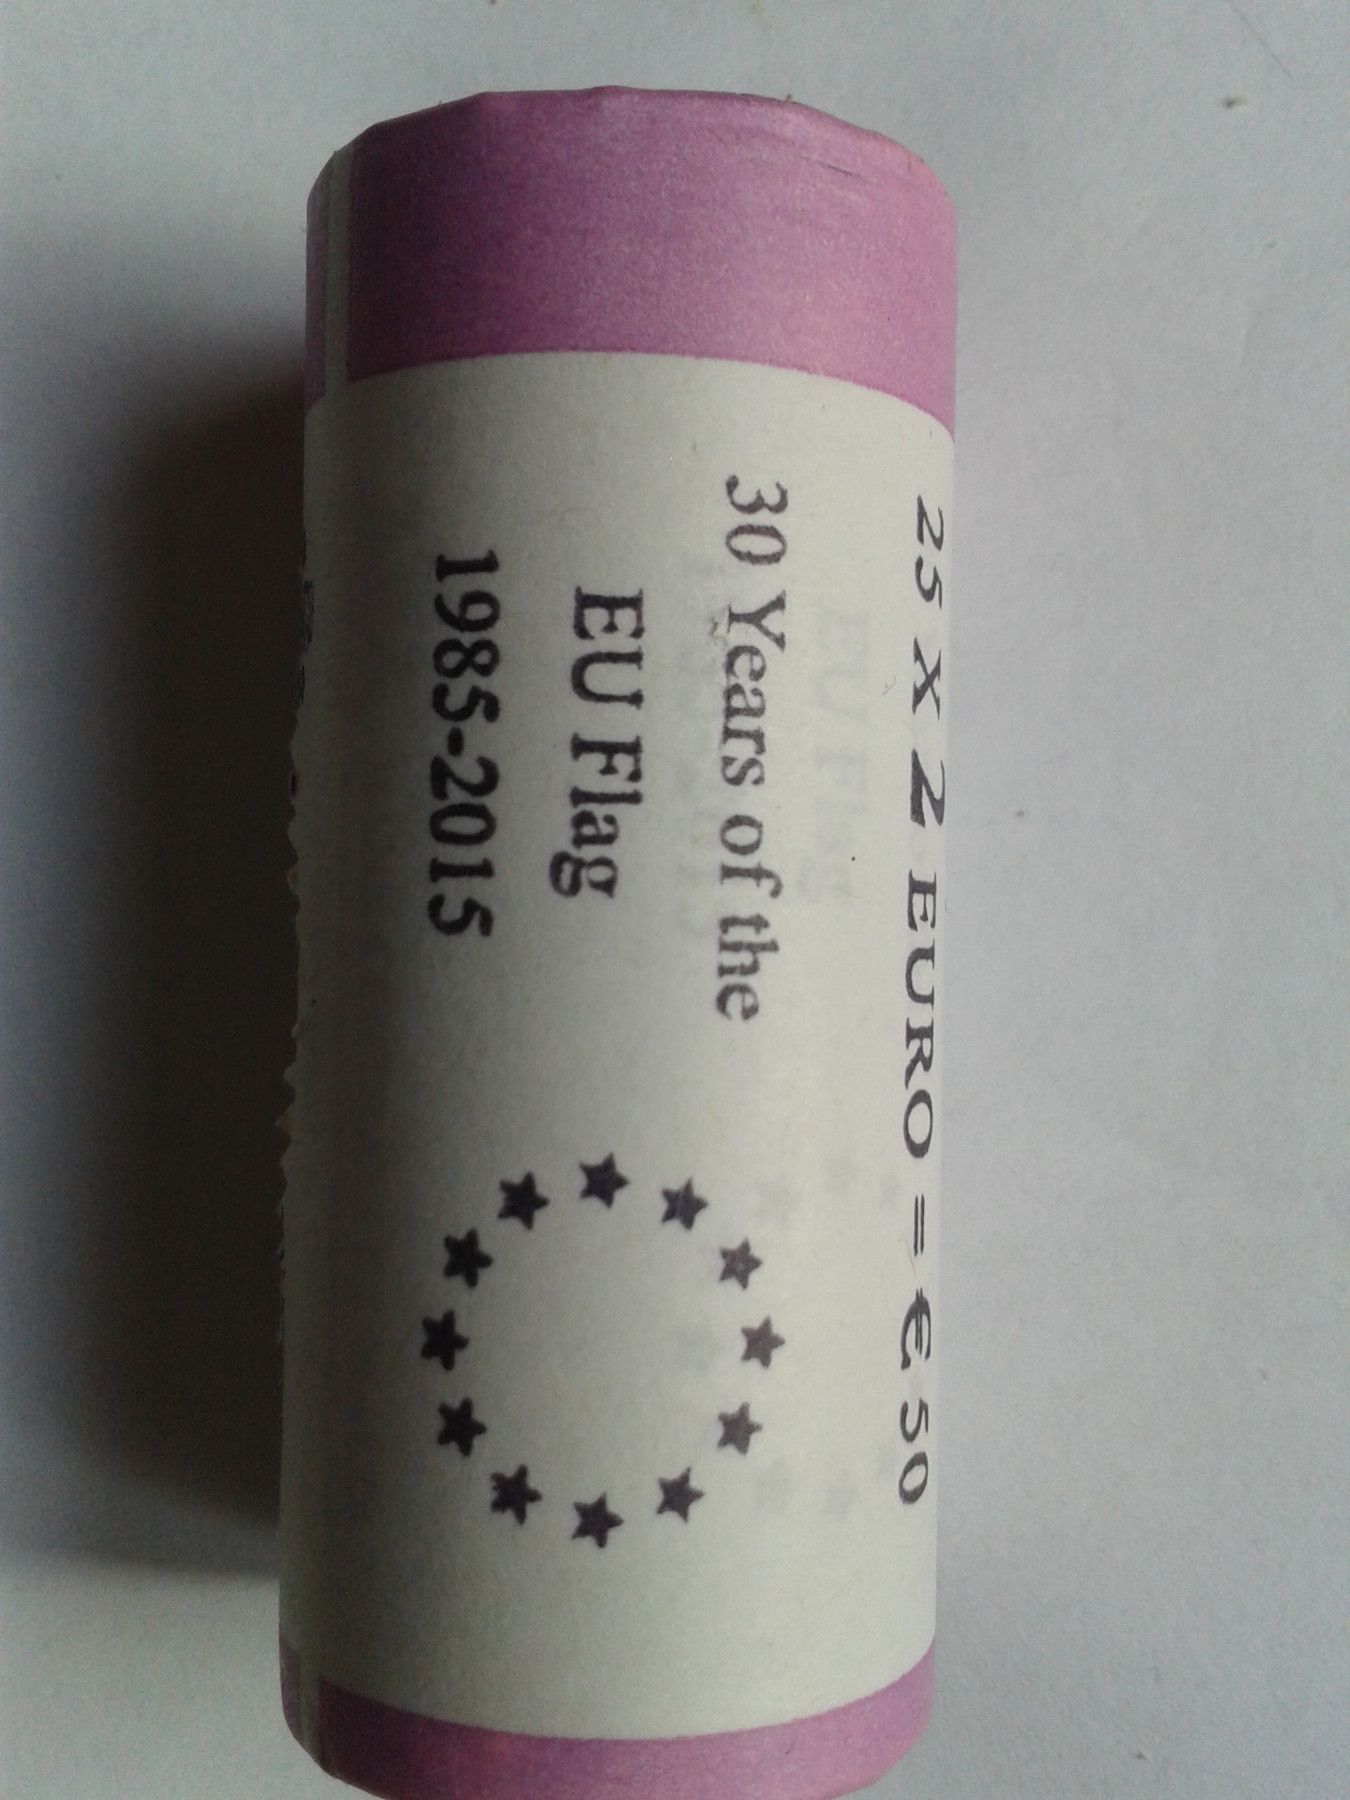 25 X 2 EURO = € 50
30 Years of the
EU Flag
1985-2015